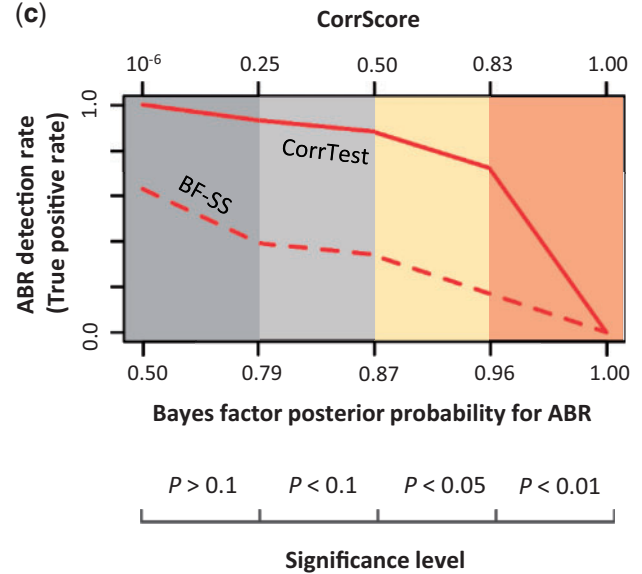 (c)
CorrScore
10⁻⁶ 0.25 0.50 0.83 1.00
ABR detection rate
(True positive rate)
1.0
0.0
CorrTest
BF-SS
0.50 0.79 0.87 0.96 1.00
Bayes factor posterior probability for ABR
P > 0.1 P < 0.1 P < 0.05 P < 0.01
Significance level